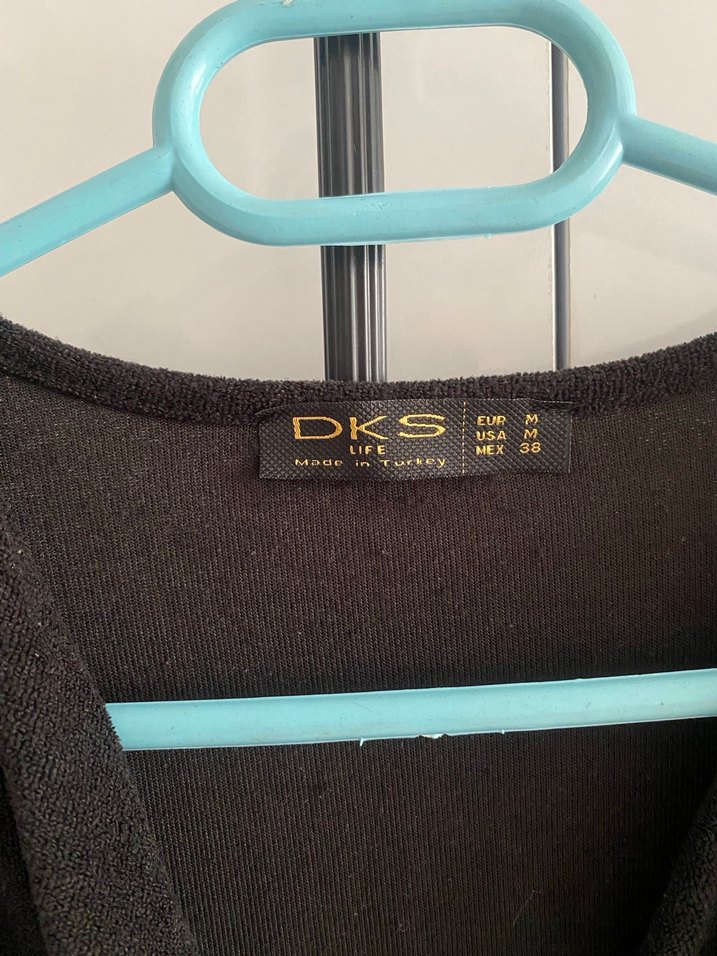 DKS
LIFE
Made in Turkey
EUR M
USA M
MEX 38